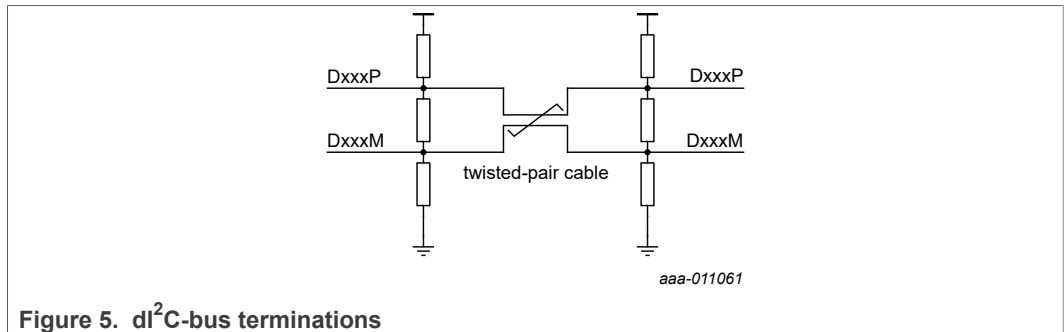 DxxxP
DxxxP
DxxxM
DxxxM
twisted-pair cable
aaa-011061
Figure 5. dI²C-bus terminations